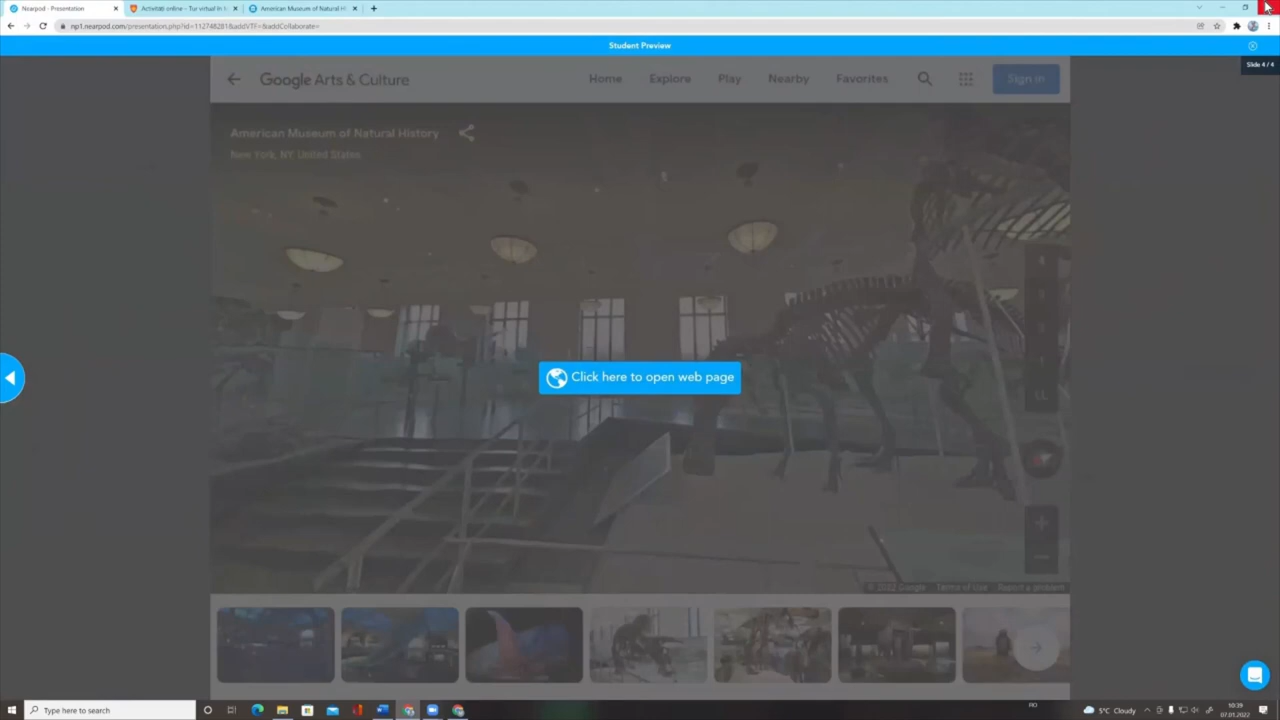 Nearpod - Presentation
Activități online - Tur virtual în
American Museum of Natural Hi
np1.nearpod.com/presentation.php?id=112748281&addVTF=&addCollaborate=
Student Preview
Slide 4 / 4
Google Arts & Culture
Home
Explore
Play
Nearby
Favorites
Sign in
American Museum of Natural History
New York, NY, United States
Click here to open web page
© 2022 Google
Terms of Use
Report a problem
Type here to search
RO
5°C Cloudy
10:39
07.01.2022